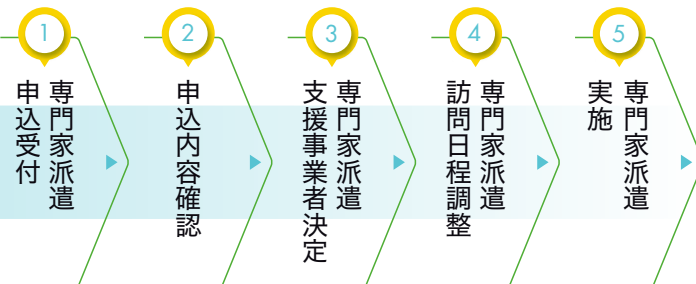 1
専門家派遣
申込受付
2
申込内容確認
3
専門家派遣
支援事業者決定
4
専門家派遣
訪問日程調整
5
専門家派遣
実施